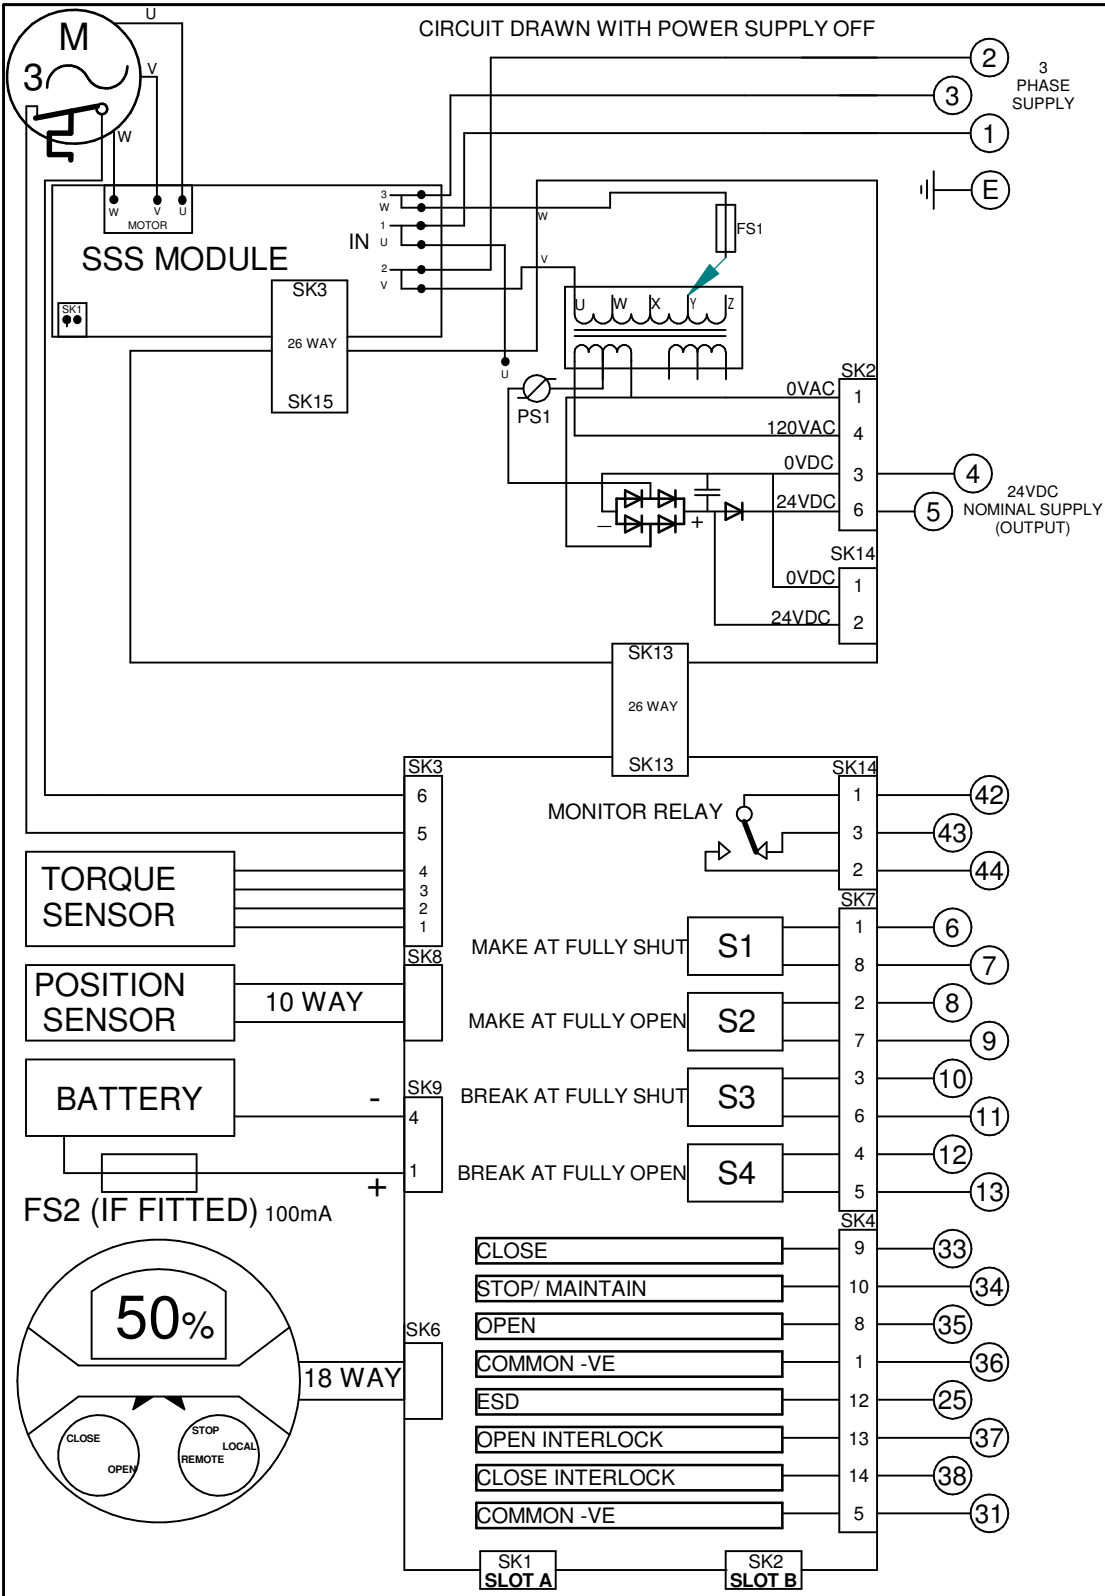 CIRCUIT DRAWN WITH POWER SUPPLY OFF
U
M
3
V
W
2
3
1
E
3
PHASE
SUPPLY
W V U
MOTOR
SSS MODULE
IN
3
W
1
U
2
V
W
V
FS1
SK1
SK3
26 WAY
SK15
U W X Y Z
U
PS1
SK2
0VAC 1
120VAC 4
0VDC 3
24VDC 6
4
5
24VDC
NOMINAL SUPPLY
(OUTPUT)
– +
SK14
0VDC 1
24VDC 2
SK13
26 WAY
SK13
SK3
6
5
4
3
2
1
TORQUE
SENSOR
SK8
POSITION
SENSOR
10 WAY
SK9
BATTERY
-
4
1
+
FS2 (IF FITTED) 100mA
50%
CLOSE
OPEN
STOP
LOCAL
REMOTE
18 WAY
SK6
MONITOR RELAY
SK14
1 42
3 43
2 44
SK7
MAKE AT FULLY SHUT S1
1 6
8 7
MAKE AT FULLY OPEN S2
2 8
7 9
BREAK AT FULLY SHUT S3
3 10
6 11
BREAK AT FULLY OPEN S4
4 12
5 13
SK4
CLOSE 9 33
STOP/ MAINTAIN 10 34
OPEN 8 35
COMMON -VE 1 36
ESD 12 25
OPEN INTERLOCK 13 37
CLOSE INTERLOCK 14 38
COMMON -VE 5 31
SK1
SLOT A
SK2
SLOT B